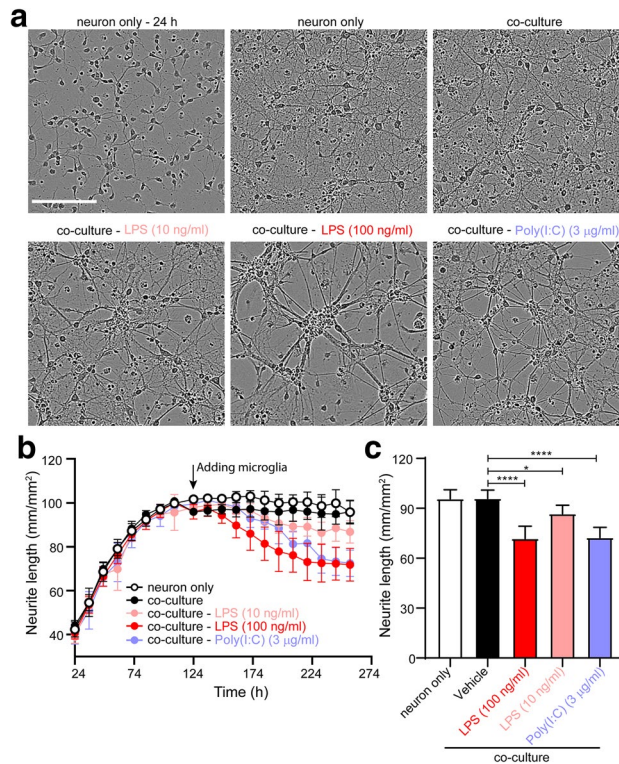 a
neuron only - 24 h
neuron only
co-culture
co-culture - LPS (10 ng/ml)
co-culture - LPS (100 ng/ml)
co-culture - Poly(I:C) (3 μg/ml)
b
Neurite length (mm/mm²)
120
100
80
60
40
Adding microglia
neuron only
co-culture
co-culture - LPS (10 ng/ml)
co-culture - LPS (100 ng/ml)
co-culture - Poly(I:C) (3 μg/ml)
24 74 124 174 224 274
Time (h)
c
Neurite length (mm/mm²)
120
90
60
30
0
****
*
****
neuron only
Vehicle
LPS (100 ng/ml)
LPS (10 ng/ml)
Poly(I:C) (3 μg/ml)
co-culture